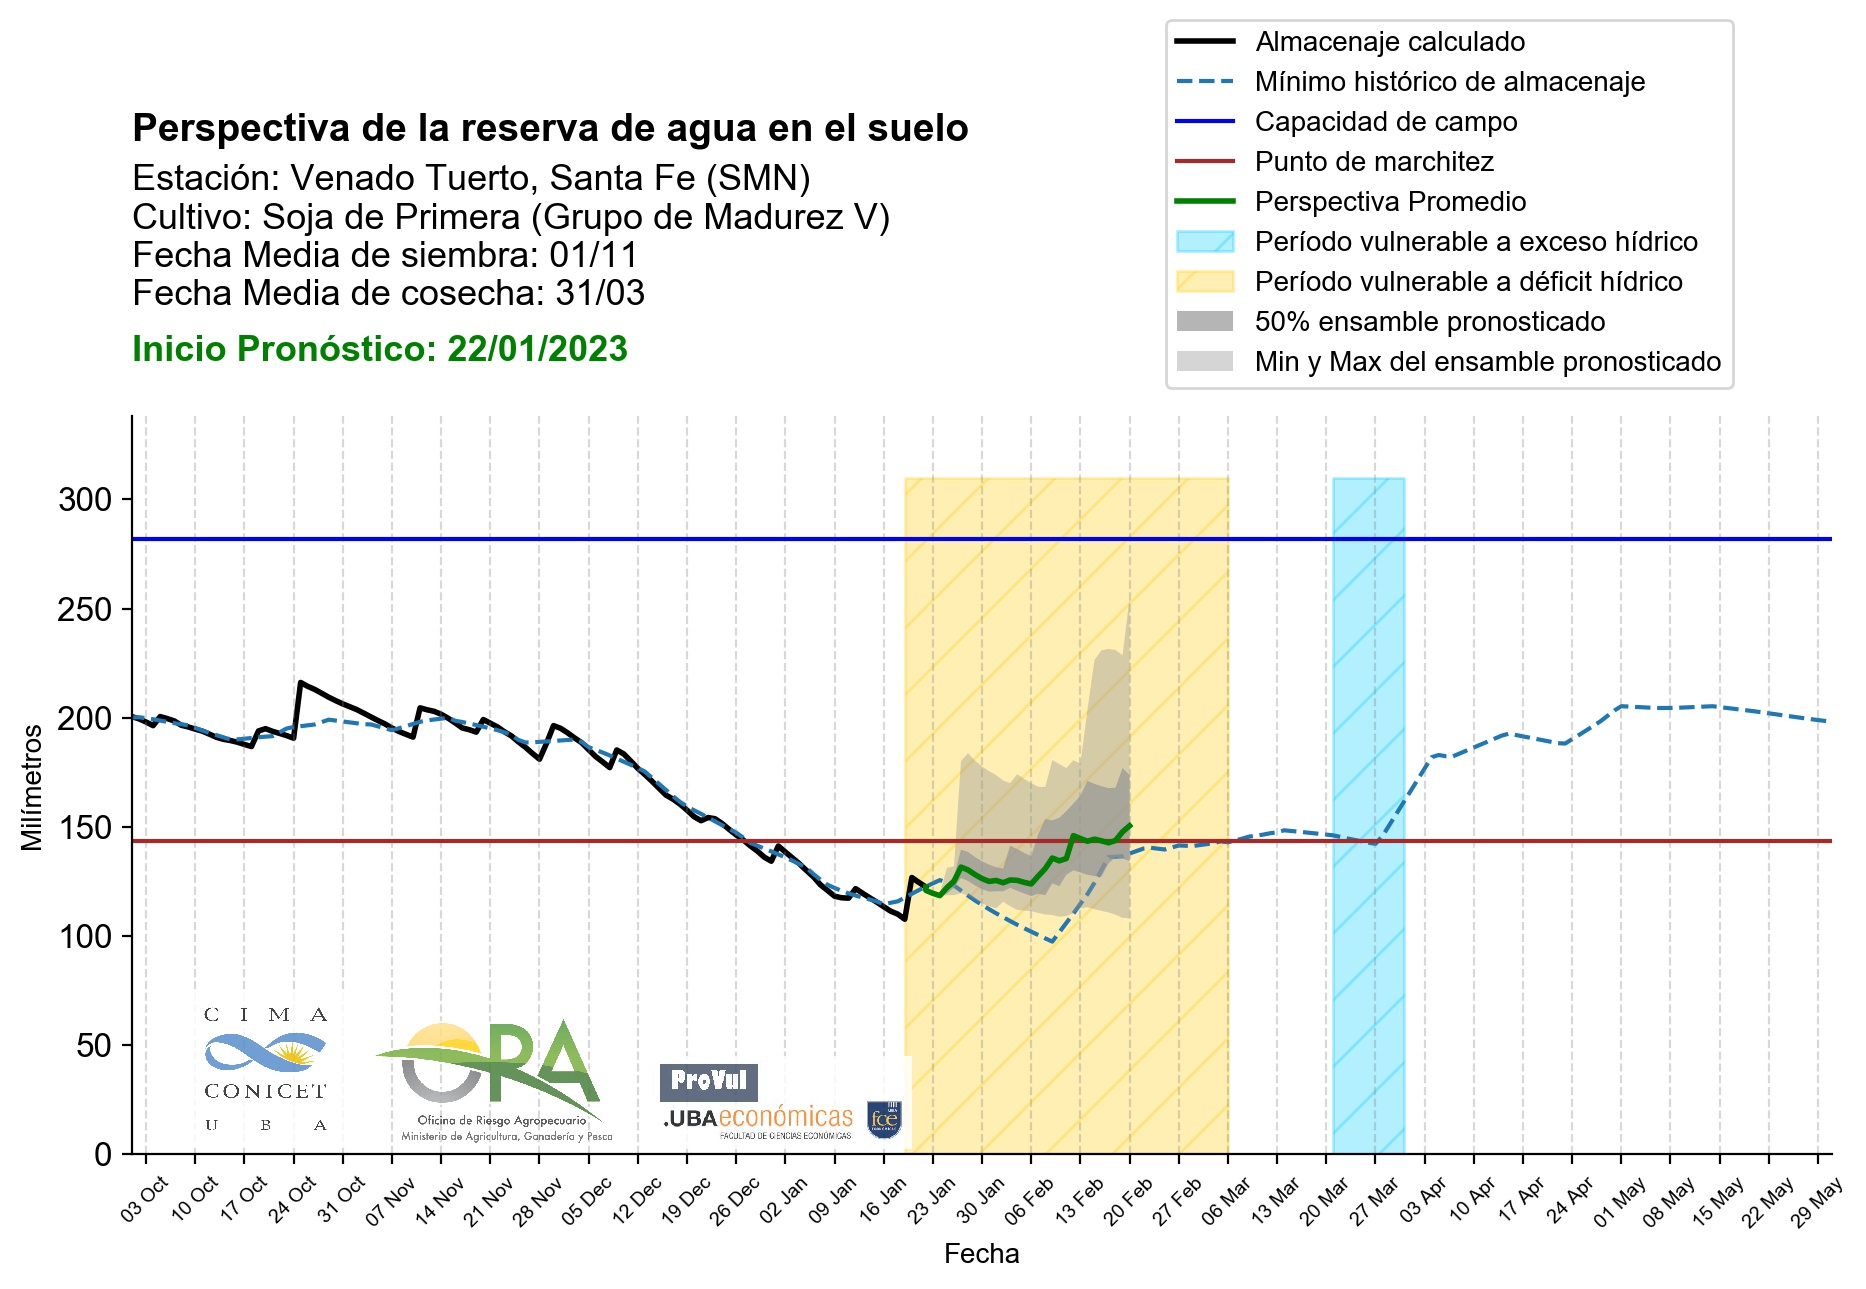 Almacenaje calculado
Mínimo histórico de almacenaje
Capacidad de campo
Punto de marchitez
Perspectiva Promedio
Período vulnerable a exceso hídrico
Período vulnerable a déficit hídrico
50% ensamble pronosticado
Min y Max del ensamble pronosticado
Perspectiva de la reserva de agua en el suelo
Estación: Venado Tuerto, Santa Fe (SMN)
Cultivo: Soja de Primera (Grupo de Madurez V)
Fecha Media de siembra: 01/11
Fecha Media de cosecha: 31/03
Inicio Pronóstico: 22/01/2023
Milímetros
300
250
200
150
100
50
0
C I M A
CONICET
U B A
ORA
Oficina de Riesgo Agropecuario
Ministerio de Agricultura, Ganadería y Pesca
ProVul
.UBAeconómicas
FACULTAD DE CIENCIAS ECONÓMICAS
UBA
fce
ECONÓMICAS
03 Oct
10 Oct
17 Oct
24 Oct
31 Oct
07 Nov
14 Nov
21 Nov
28 Nov
05 Dec
12 Dec
19 Dec
26 Dec
02 Jan
09 Jan
16 Jan
23 Jan
30 Jan
06 Feb
13 Feb
20 Feb
27 Feb
06 Mar
13 Mar
20 Mar
27 Mar
03 Apr
10 Apr
17 Apr
24 Apr
01 May
08 May
15 May
22 May
29 May
Fecha